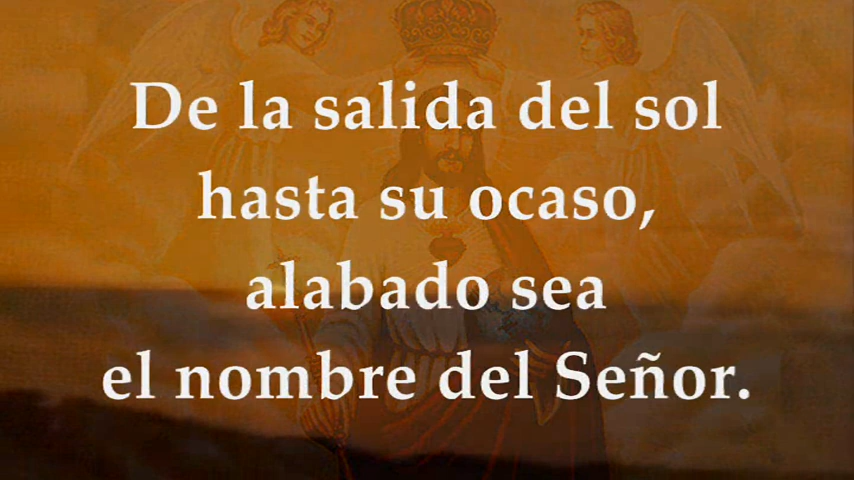 De la salida del sol
hasta su ocaso,
alabado sea
el nombre del Señor.